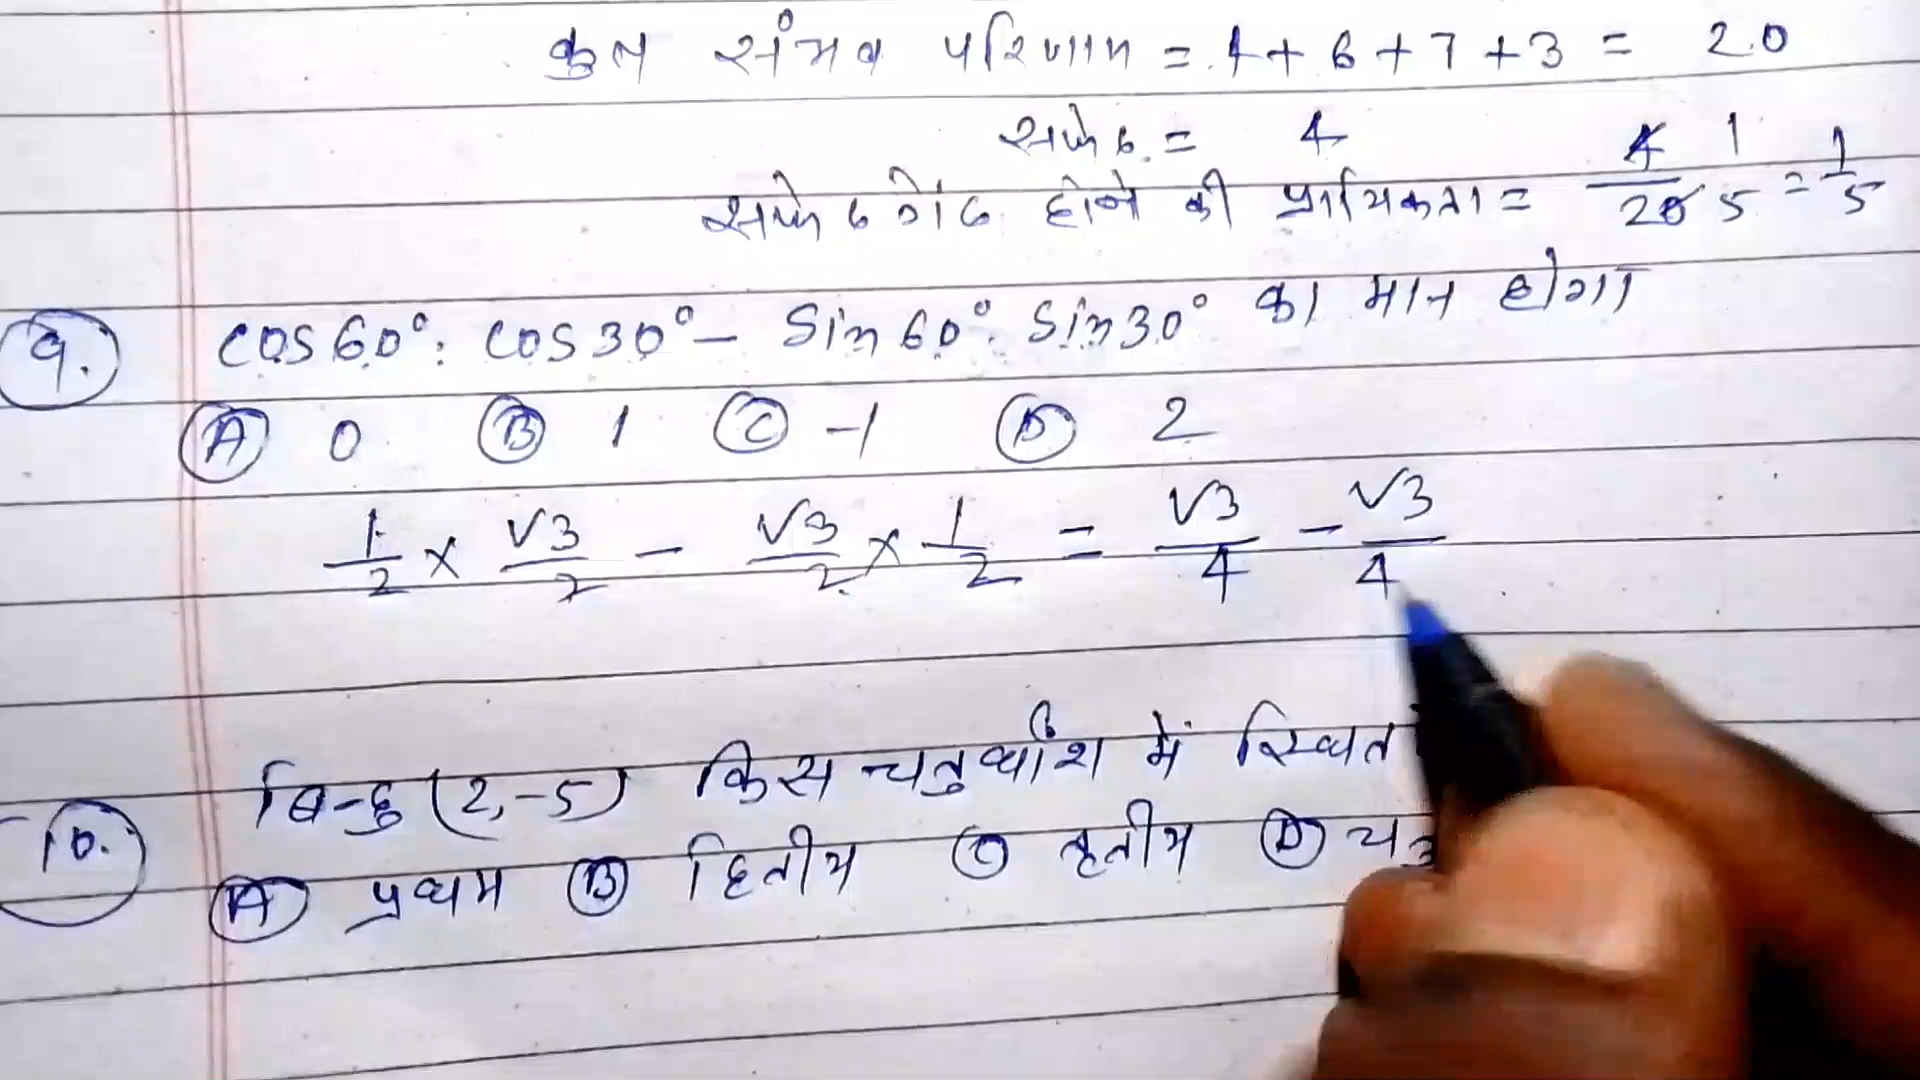 कुल संभव परिणाम = 4 + 6 + 7 + 3 = 20
सफेद = 4
सफेद गेंद होने की प्रायिकता = 4/20 1/5 = 1/5
9. cos 60°. cos 30° - Sin 60°. Sin 30° का मान होगा
(A) 0 (B) 1 (C) -1 (D) 2
1/2 × √3/2 - √3/2 × 1/2 = √3/4 - √3/4
10. बिन्दु (2, -5) किस चतुर्थांश में स्थित
(A) प्रथम (B) द्वितीय (C) तृतीय (D)